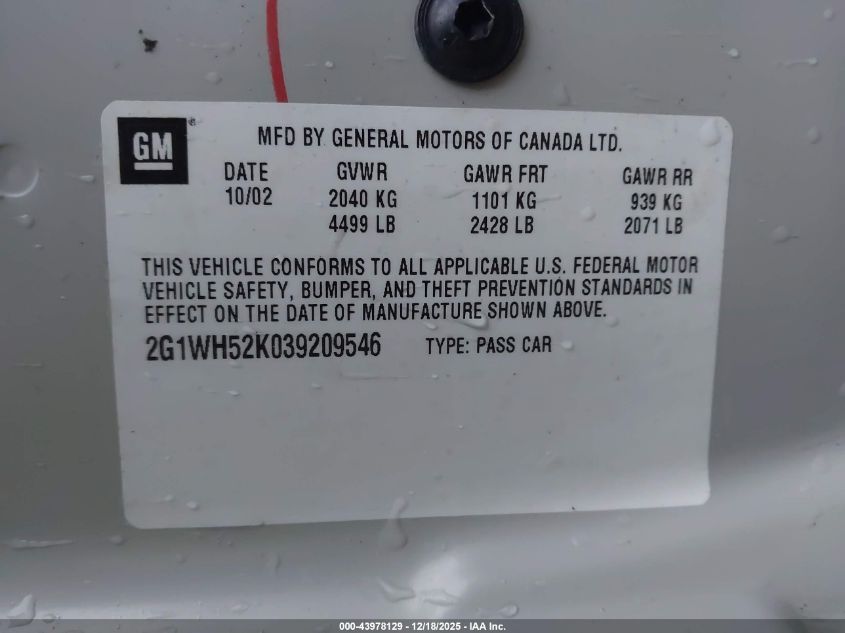 GM
MFD BY GENERAL MOTORS OF CANADA LTD.
DATE GVWR GAWR FRT GAWR RR
10/02 2040 KG 1101 KG 939 KG
4499 LB 2428 LB 2071 LB
THIS VEHICLE CONFORMS TO ALL APPLICABLE U.S. FEDERAL MOTOR
VEHICLE SAFETY, BUMPER, AND THEFT PREVENTION STANDARDS IN
EFFECT ON THE DATE OF MANUFACTURE SHOWN ABOVE.
2G1WH52K039209546 TYPE: PASS CAR
000-43978129 - 12/18/2025 - IAA Inc.